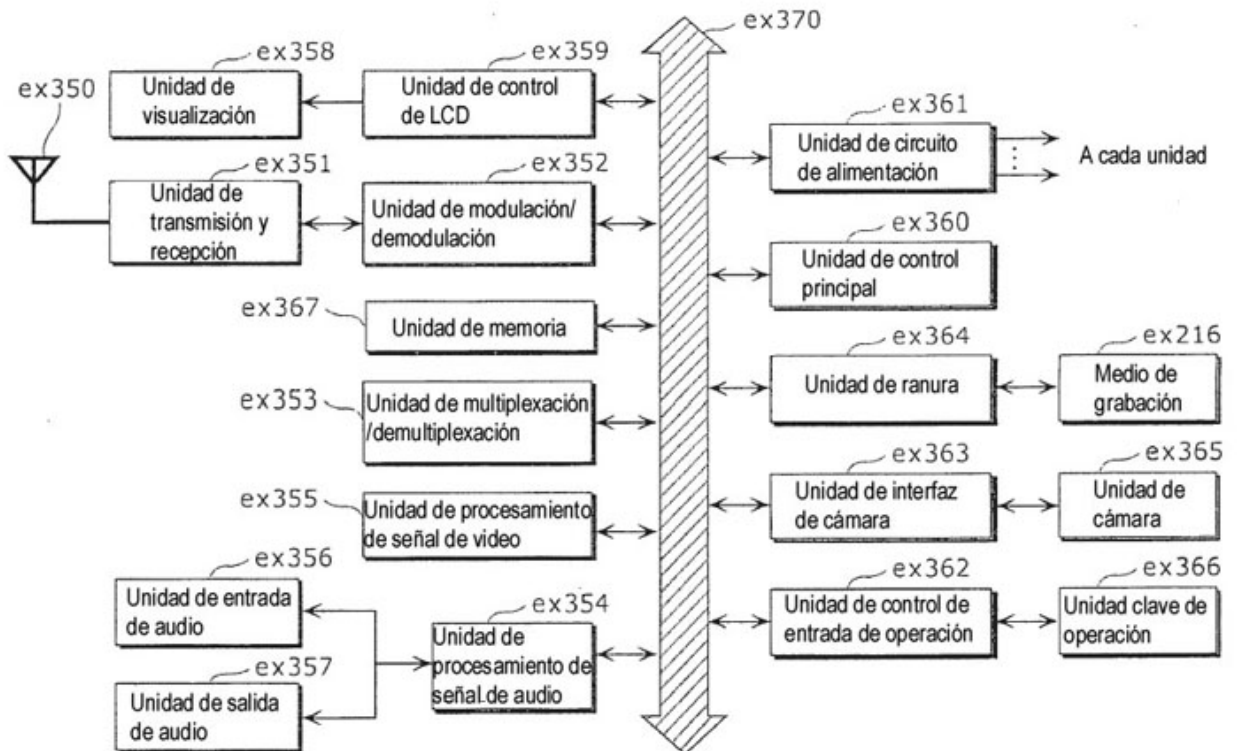 ex370
ex358
ex359
Unidad de
visualización
Unidad de control
de LCD
ex350
ex361
Unidad de circuito
de alimentación
A cada unidad
ex351
ex352
Unidad de
transmisión y
recepción
Unidad de modulación/
demodulación
ex360
Unidad de control
principal
ex367
Unidad de memoria
ex364
ex216
Unidad de ranura
Medio de
grabación
ex353
Unidad de multiplexación
/demultiplexación
ex363
ex365
Unidad de interfaz
de cámara
Unidad de
cámara
ex355
Unidad de procesamiento
de señal de video
ex356
Unidad de entrada
de audio
ex354
Unidad de
procesamiento de
señal de audio
ex362
ex366
Unidad de control de
entrada de operación
Unidad clave de
operación
ex357
Unidad de salida
de audio